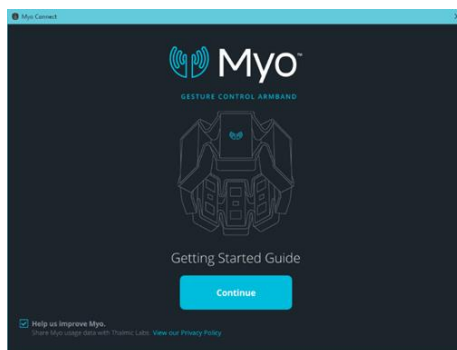 Myo Connect
Myo™
GESTURE CONTROL ARMBAND
Getting Started Guide
Continue
Help us improve Myo.
Share Myo usage data with Thalmic Labs. View our Privacy Policy